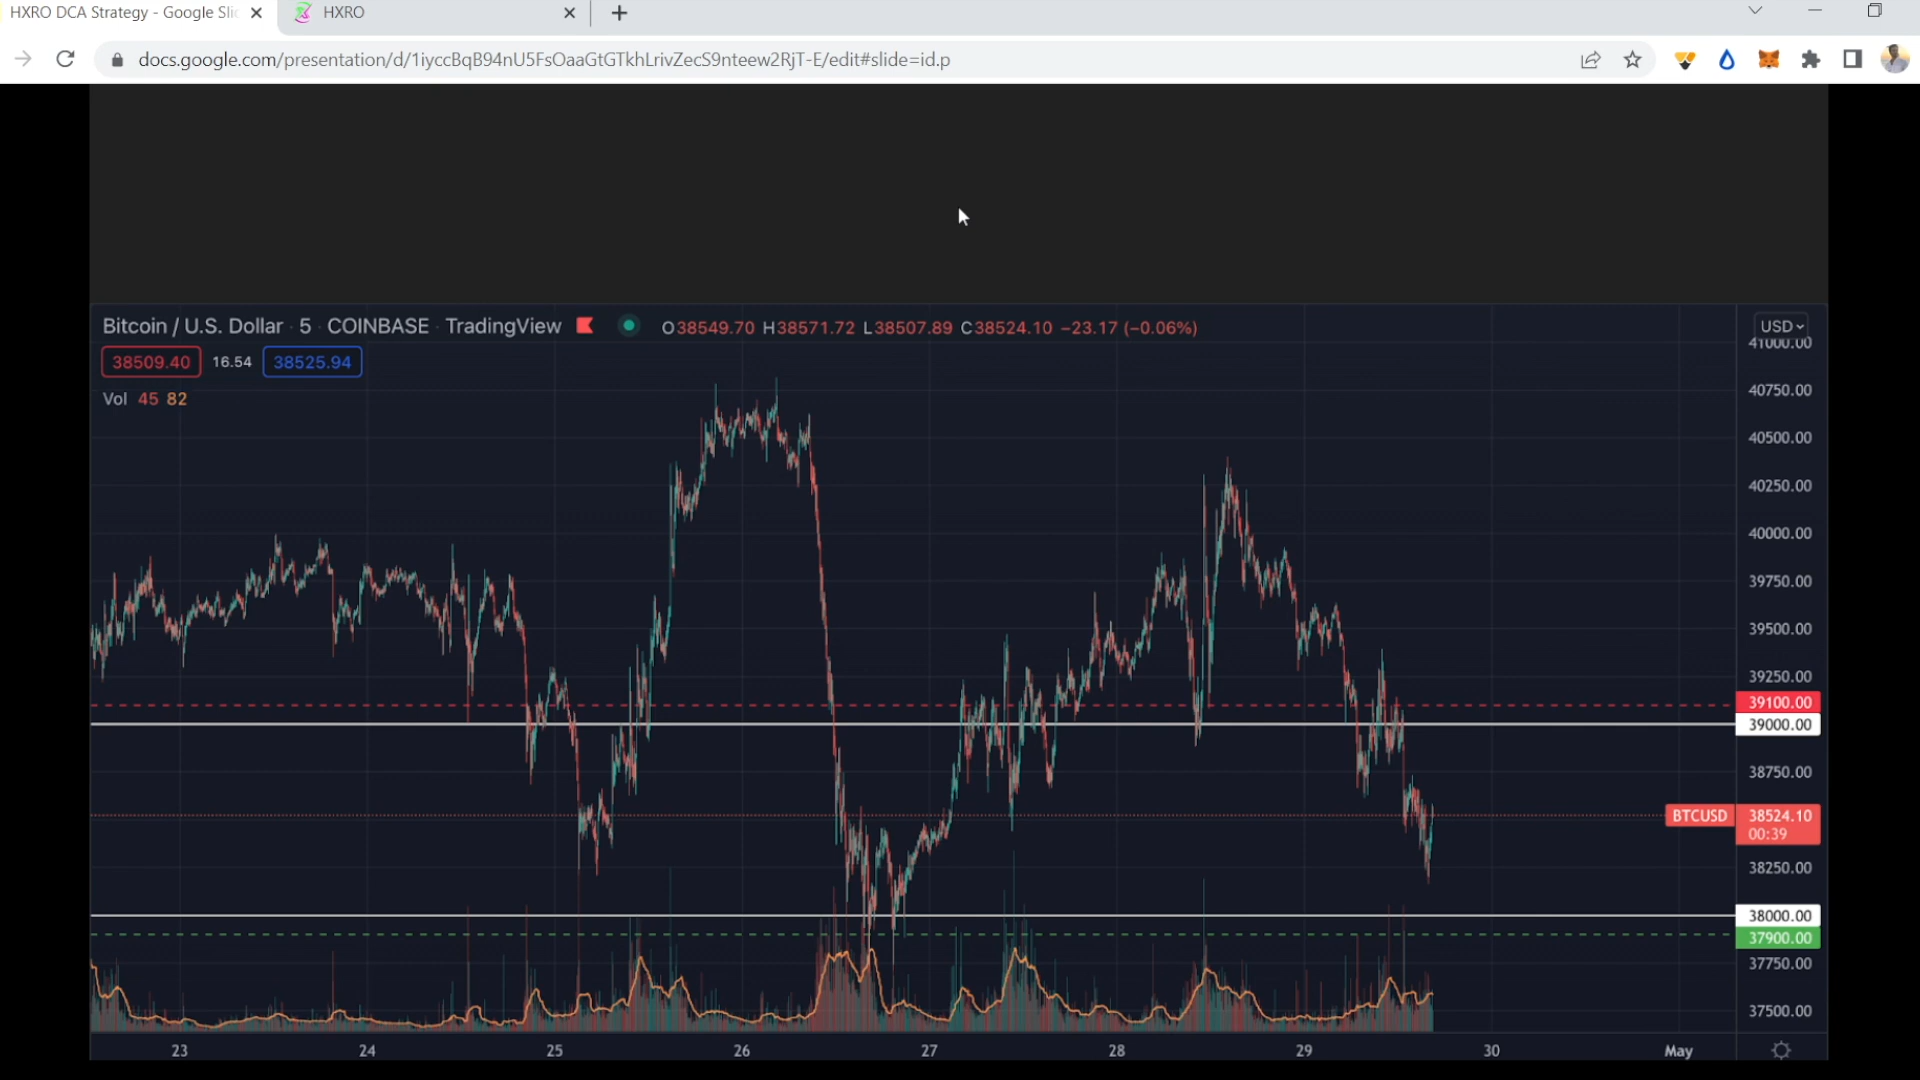 HXRO DCA Strategy - Google Slic
HXRO
docs.google.com/presentation/d/1iyccBqB94nU5FsOaaGtGTkhLrivZecS9nteew2RjT-E/edit#slide=id.p
Bitcoin / U.S. Dollar · 5 · COINBASE · TradingView O38549.70 H38571.72 L38507.89 C38524.10 −23.17 (−0.06%)
USD
38509.40 16.54 38525.94
Vol 45 82
41000.00
40750.00
40500.00
40250.00
40000.00
39750.00
39500.00
39250.00
39100.00
39000.00
38750.00
BTCUSD 38524.10
00:39
38250.00
38000.00
37900.00
37750.00
37500.00
23 24 25 26 27 28 29 30 May